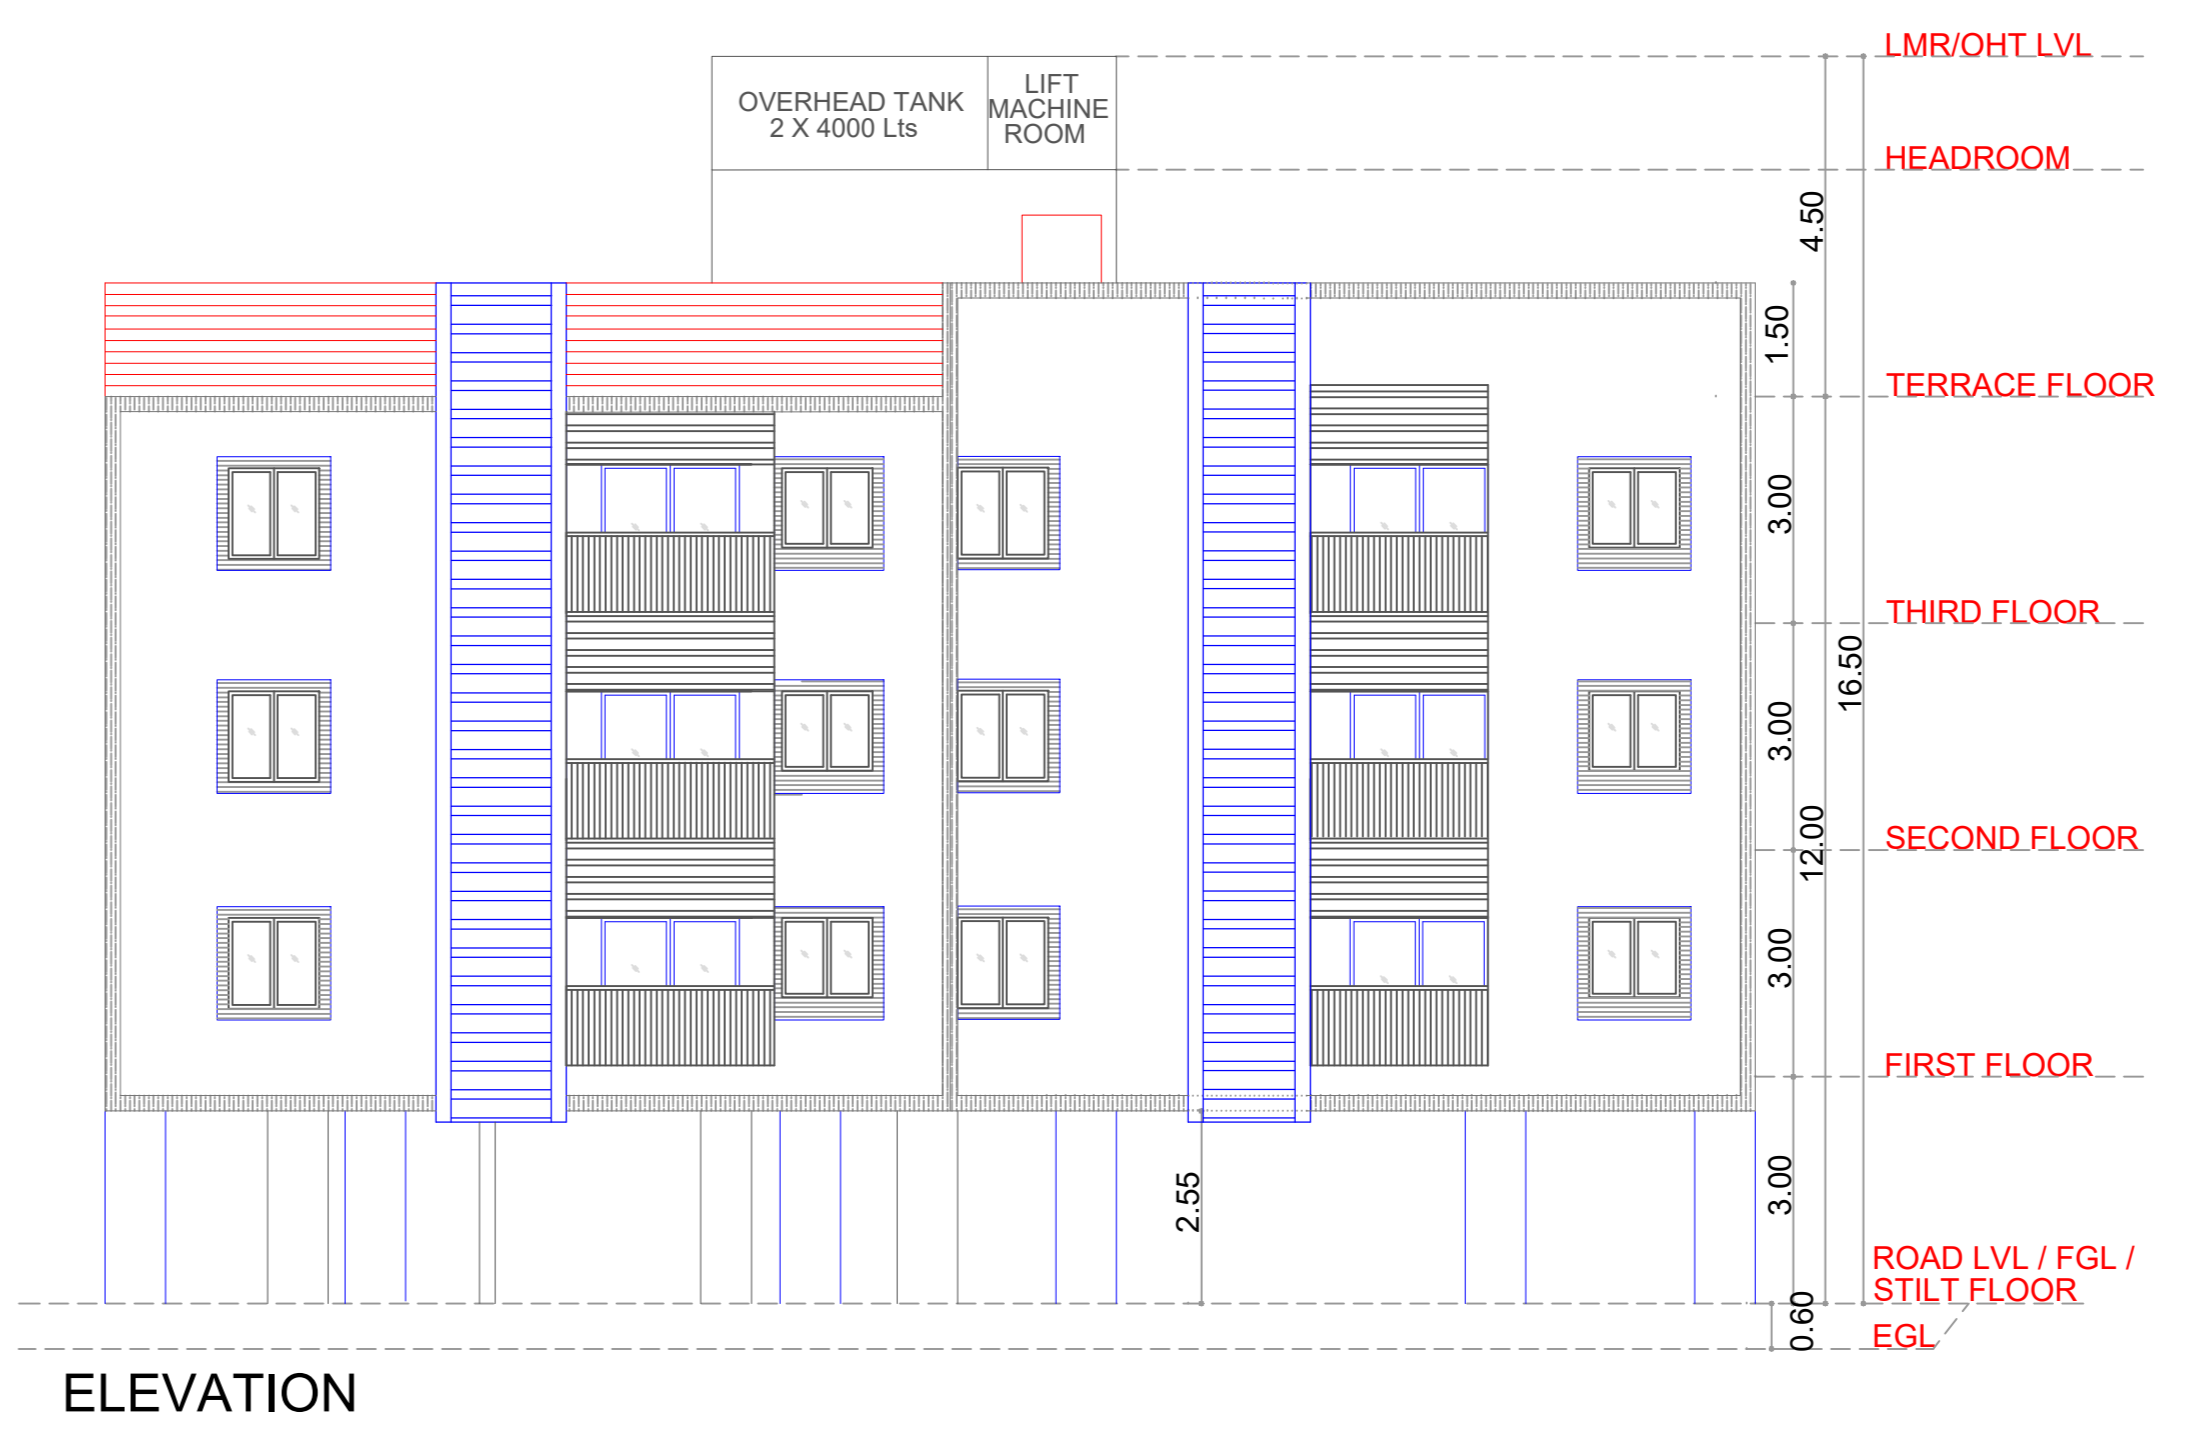 LMR/OHT LVL
OVERHEAD TANK
2 X 4000 Lts
LIFT
MACHINE
ROOM
HEADROOM
4.50
1.50
TERRACE FLOOR
3.00
THIRD FLOOR
16.50
3.00
12.00
SECOND FLOOR
3.00
FIRST FLOOR
2.55
3.00
ROAD LVL / FGL /
STILT FLOOR
0.60
EGL
ELEVATION